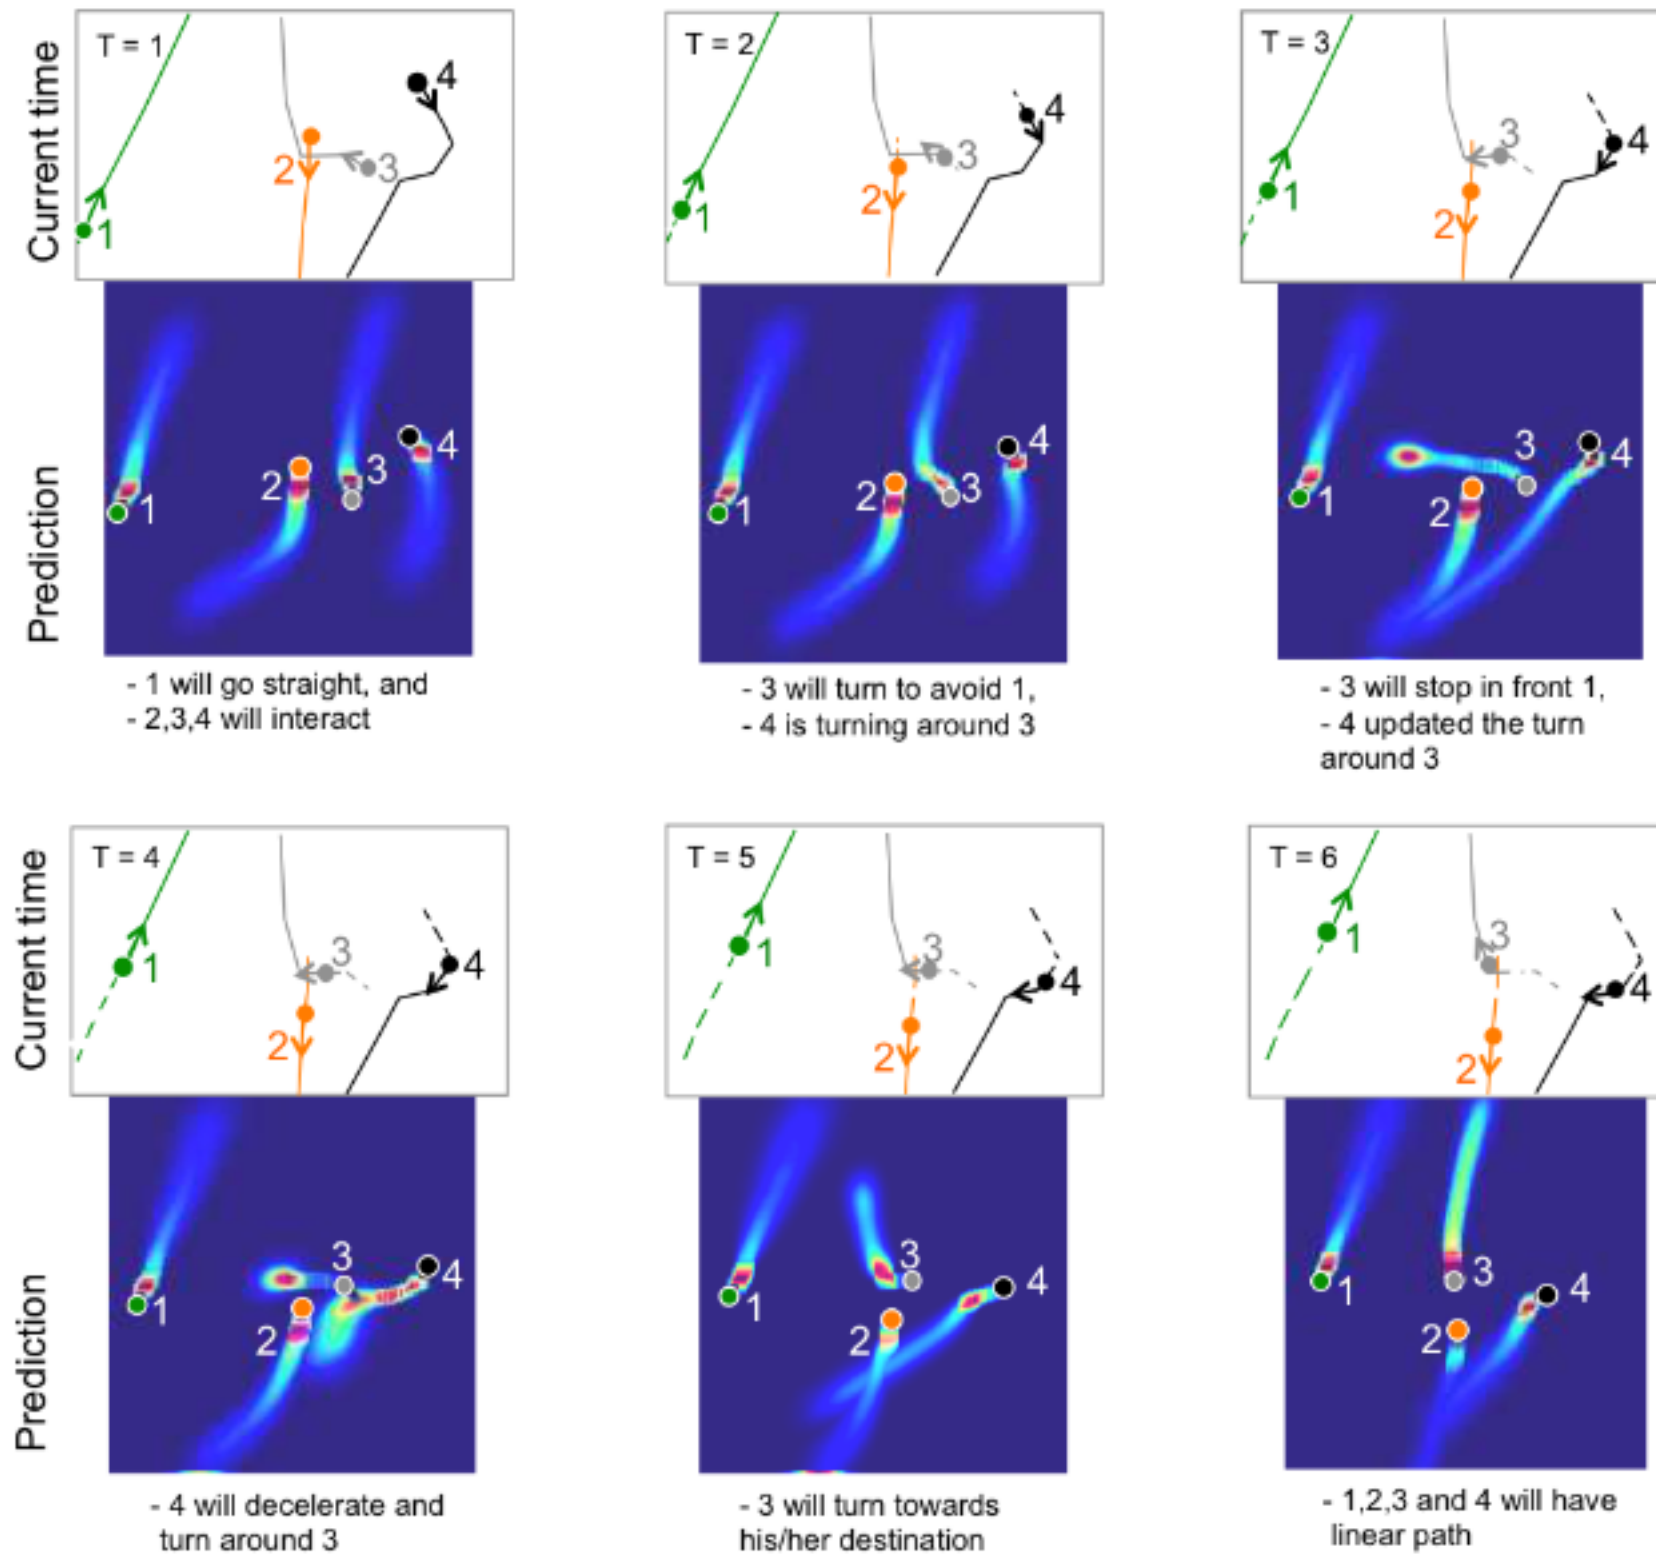 Current time
T = 1
1
2
3
4
T = 2
1
2
3
4
T = 3
1
2
3
4
Prediction
1
2
3
4
1
2
3
4
1
2
3
4
- 1 will go straight, and
- 2,3,4 will interact
- 3 will turn to avoid 1,
- 4 is turning around 3
- 3 will stop in front 1,
- 4 updated the turn
around 3
Current time
T = 4
1
2
3
4
T = 5
1
2
3
4
T = 6
1
2
3
4
Prediction
1
2
3
4
1
2
3
4
1
2
3
4
- 4 will decelerate and
turn around 3
- 3 will turn towards
his/her destination
- 1,2,3 and 4 will have
linear path